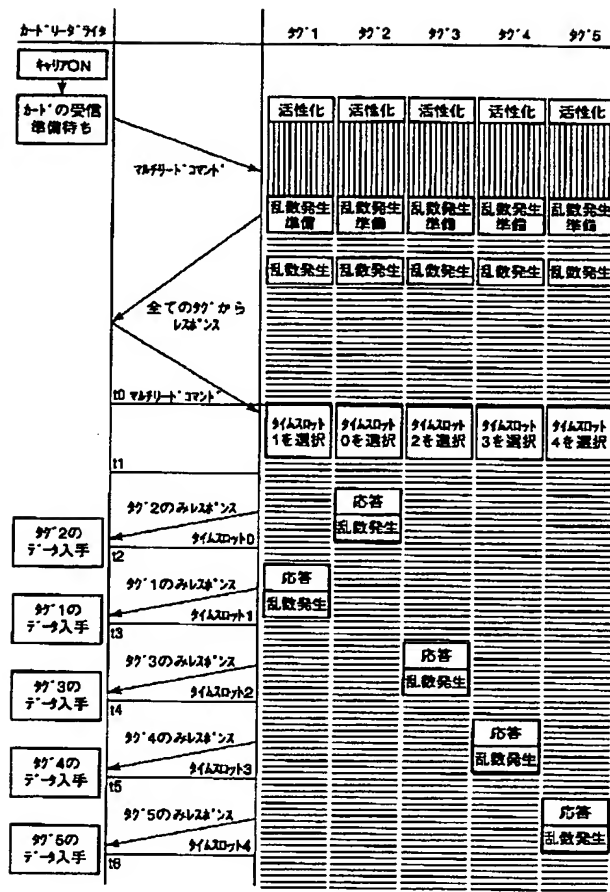 カードリーダライタ
タグ1 タグ2 タグ3 タグ4 タグ5
キャリアON
カードの受信
準備待ち
活性化 活性化 活性化 活性化 活性化
マルチリードコマンド
乱数発生 乱数発生 乱数発生 乱数発生 乱数発生
準備 準備 準備 準備 準備
乱数発生 乱数発生 乱数発生 乱数発生 乱数発生
全てのタグから
レスポンス
t0 マルチリードコマンド
タイムスロット タイムスロット タイムスロット タイムスロット タイムスロット
1を選択 0を選択 2を選択 3を選択 4を選択
t1
タグ2のみレスポンス
応答
乱数発生
タグ2の
データ入手
タイムスロット0
t2
タグ1のみレスポンス
応答
乱数発生
タグ1の
データ入手
タイムスロット1
t3
タグ3のみレスポンス
応答
乱数発生
タグ3の
データ入手
タイムスロット2
t4
タグ4のみレスポンス
応答
乱数発生
タグ4の
データ入手
タイムスロット3
t5
タグ5のみレスポンス
応答
乱数発生
タグ5の
データ入手
タイムスロット4
t6